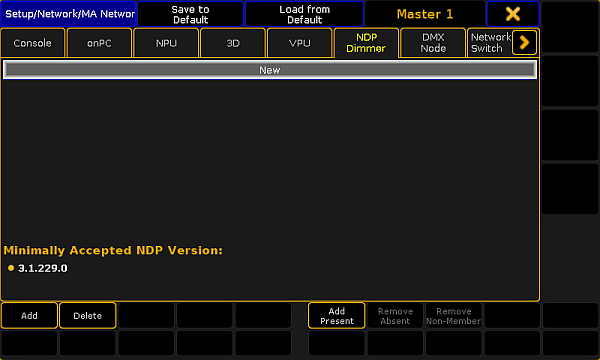 Setup/Network/MA Networ
Save to
Default
Load from
Default
Master 1
Console
onPC
NPU
3D
VPU
NDP
Dimmer
DMX
Node
Network
Switch
New
Minimally Accepted NDP Version:
3.1.229.0
Add
Delete
Add
Present
Remove
Absent
Remove
Non-Member